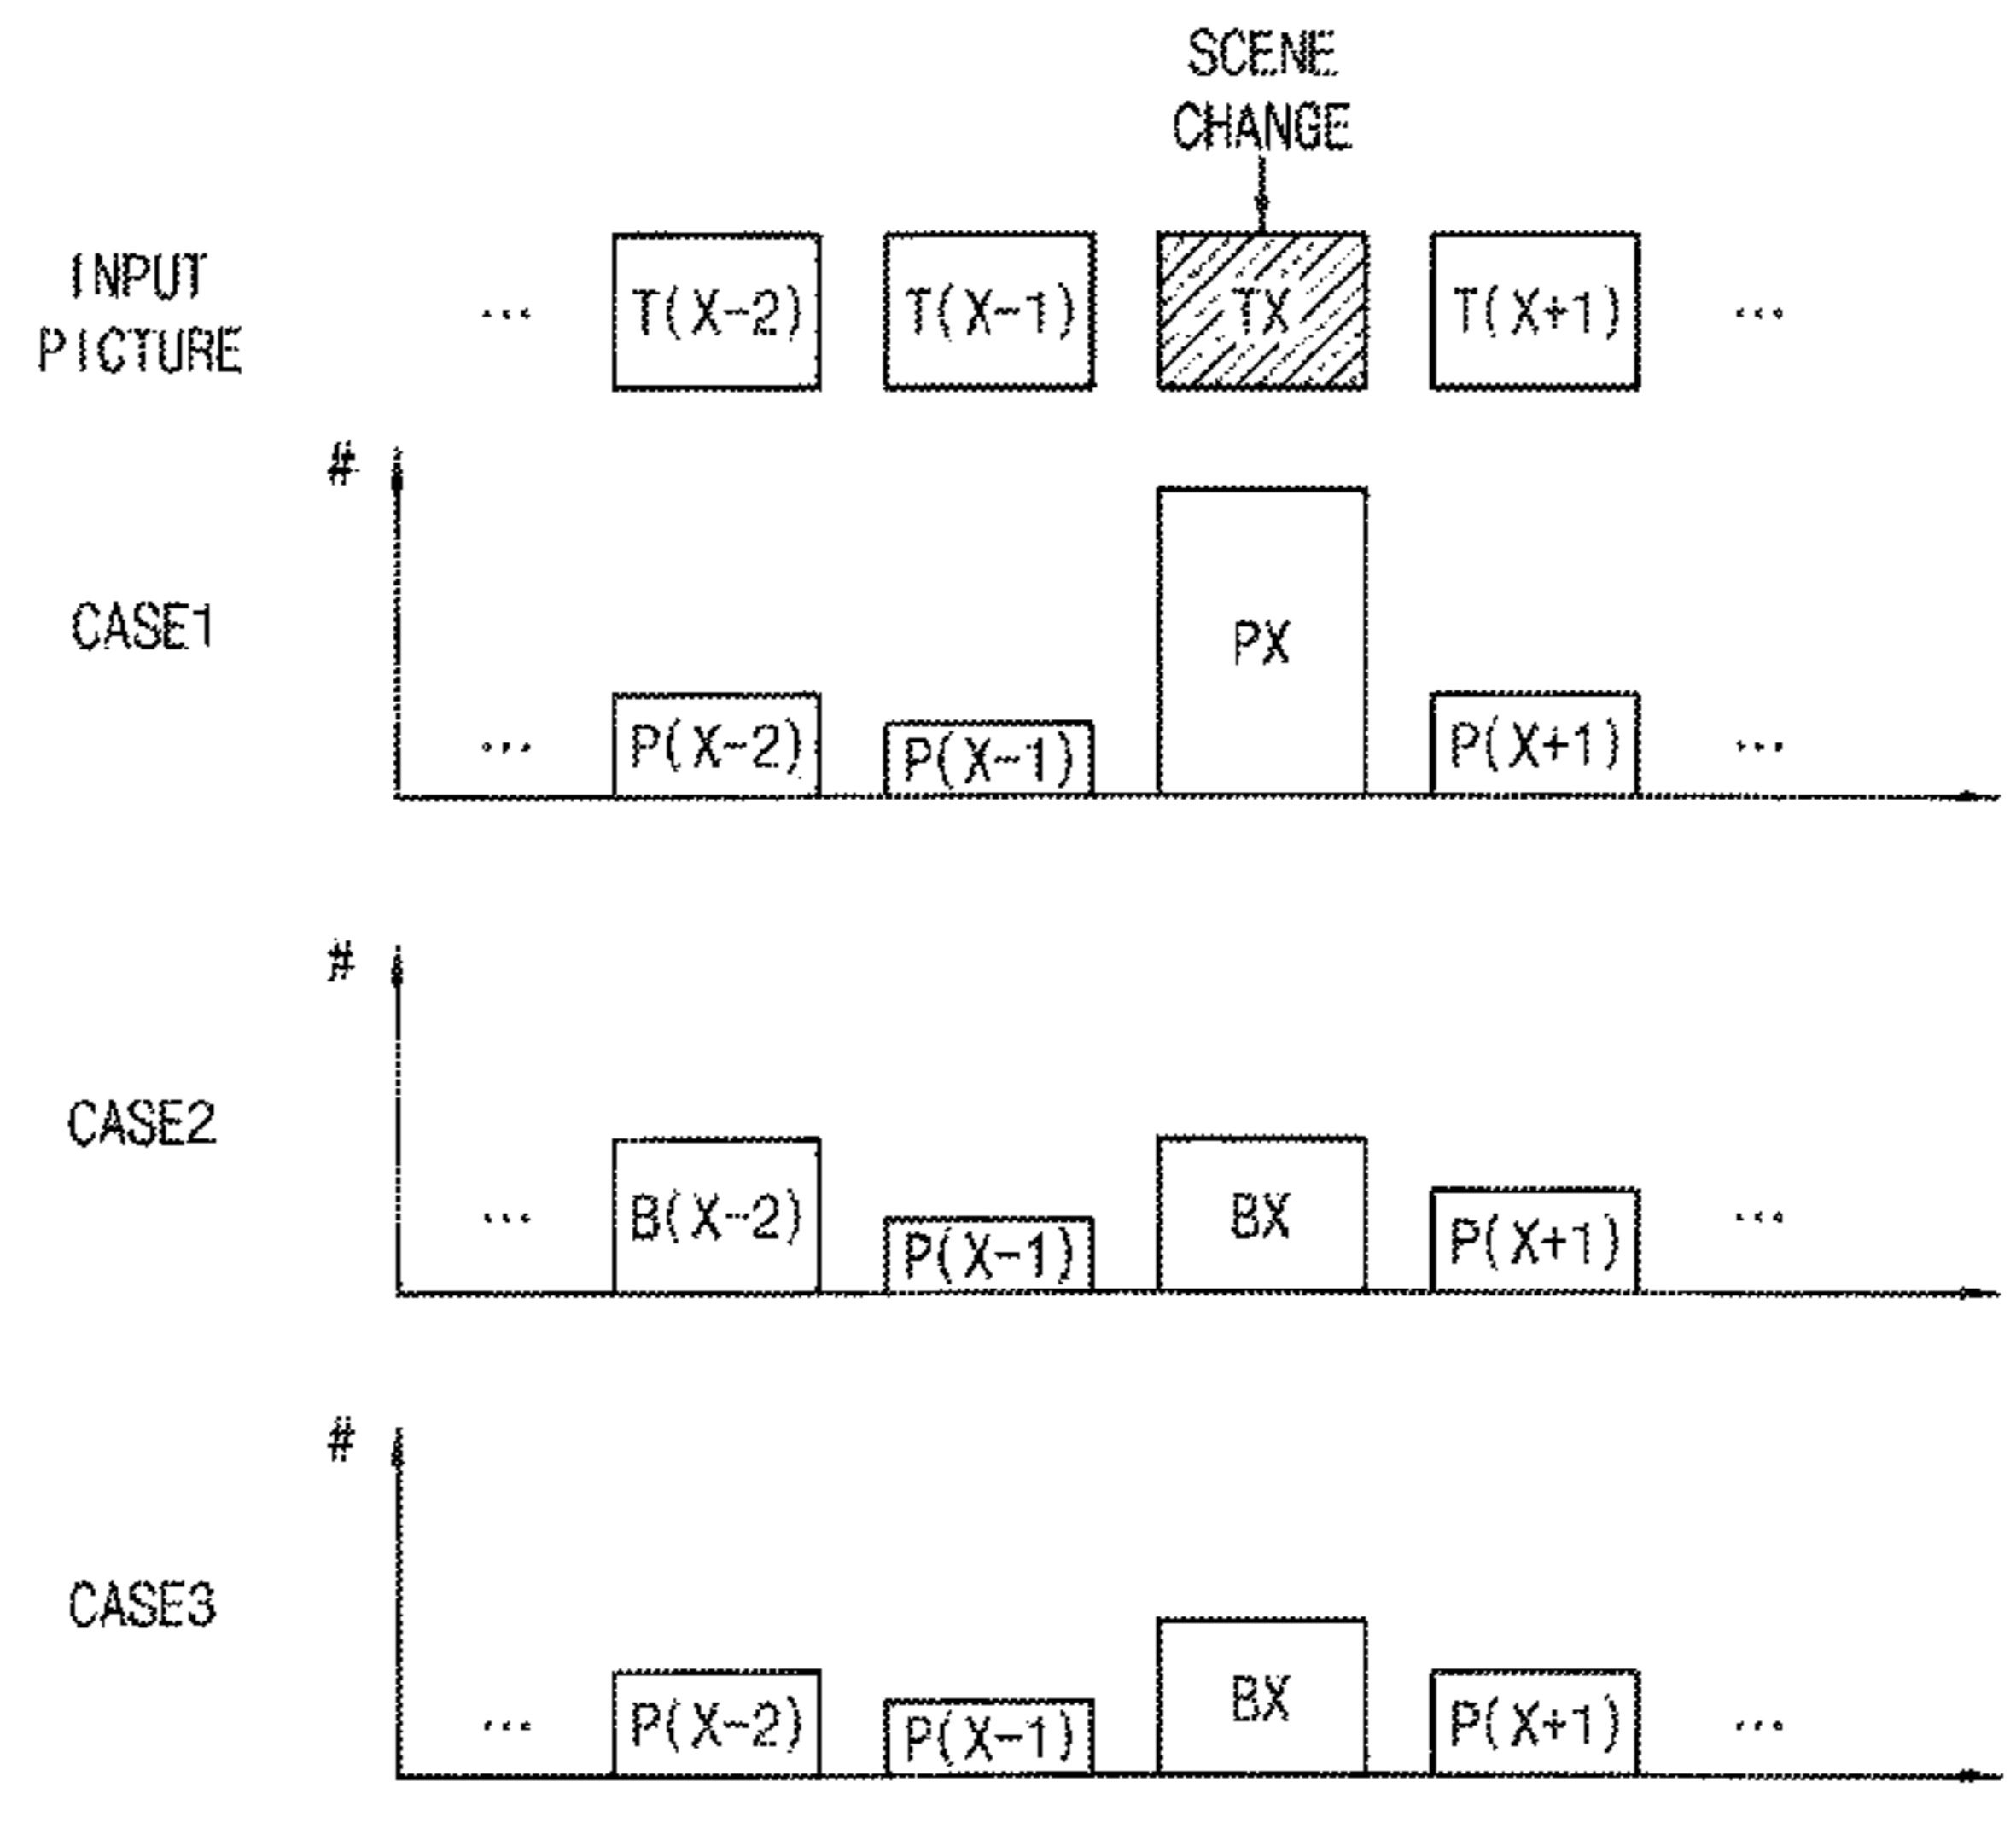 SCENE
CHANGE
INPUT
PICTURE
... T(X-2) T(X-1) TX T(X+1) ...
#
CASE1
PX
... P(X-2) P(X-1) P(X+1) ...
#
CASE2
... B(X-2) P(X-1) BX P(X+1) ...
#
CASE3
... P(X-2) P(X-1) BX P(X+1) ...